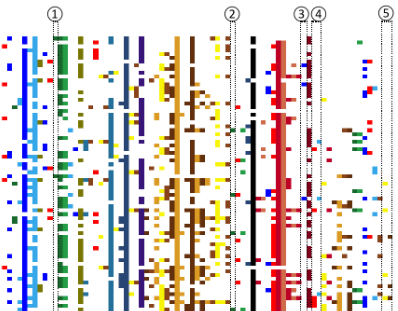 ① ② ③ ④ ⑤